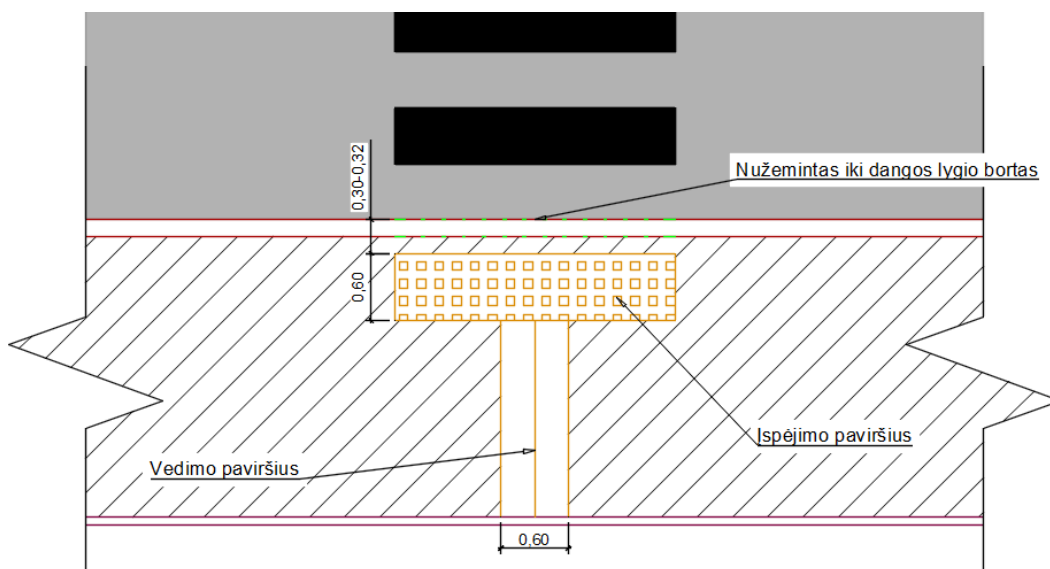 0,30-0,32
Nužemintas iki dangos lygio bortas
0,60
Įspėjimo paviršius
Vedimo paviršius
0,60